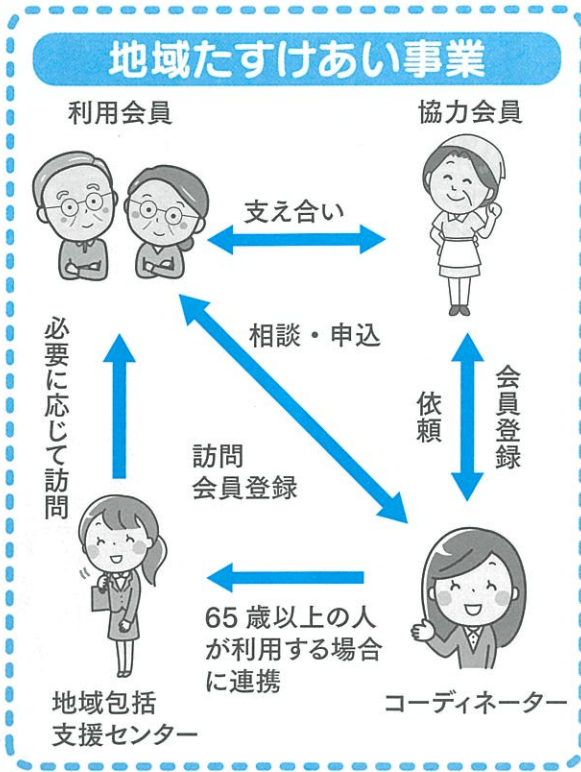 地域たすけあい事業
利用会員
協力会員
支え合い
相談・申込
必要に応じて訪問
依頼
会員登録
訪問
会員登録
65歳以上の人
が利用する場合
に連携
地域包括
支援センター
コーディネーター